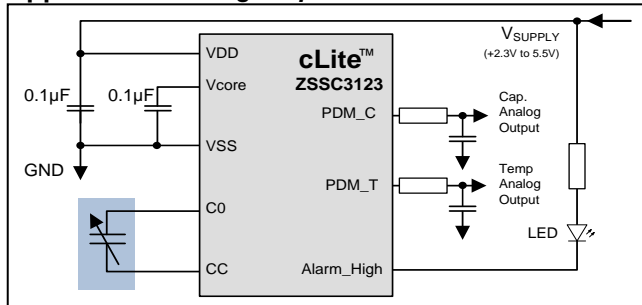 VSUPPLY
(+2.3V to 5.5V)
cLite™
ZSSC3123
VDD
Vcore
VSS
C0
CC
PDM_C
PDM_T
Alarm_High
0.1µF
0.1µF
GND
Cap.
Analog
Output
Temp
Analog
Output
LED